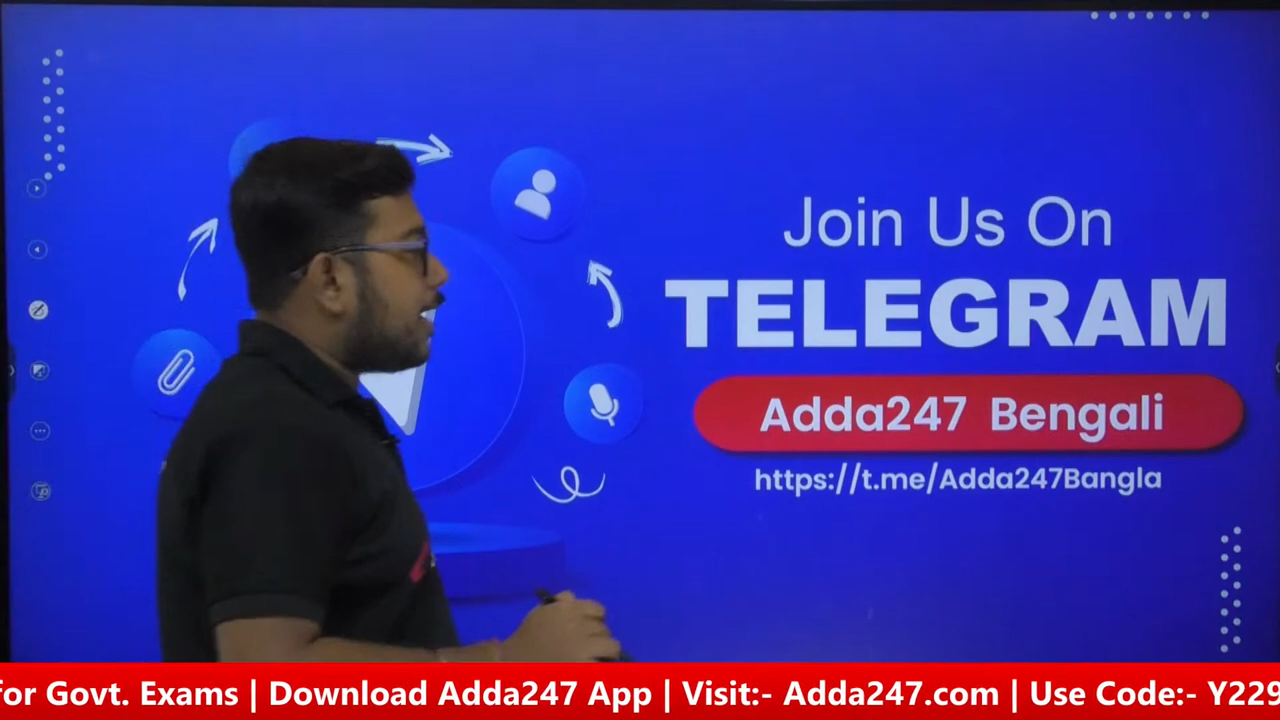 Join Us On
TELEGRAM
Adda247 Bengali
https://t.me/Adda247Bangla
for Govt. Exams | Download Adda247 App | Visit:- Adda247.com | Use Code:- Y229